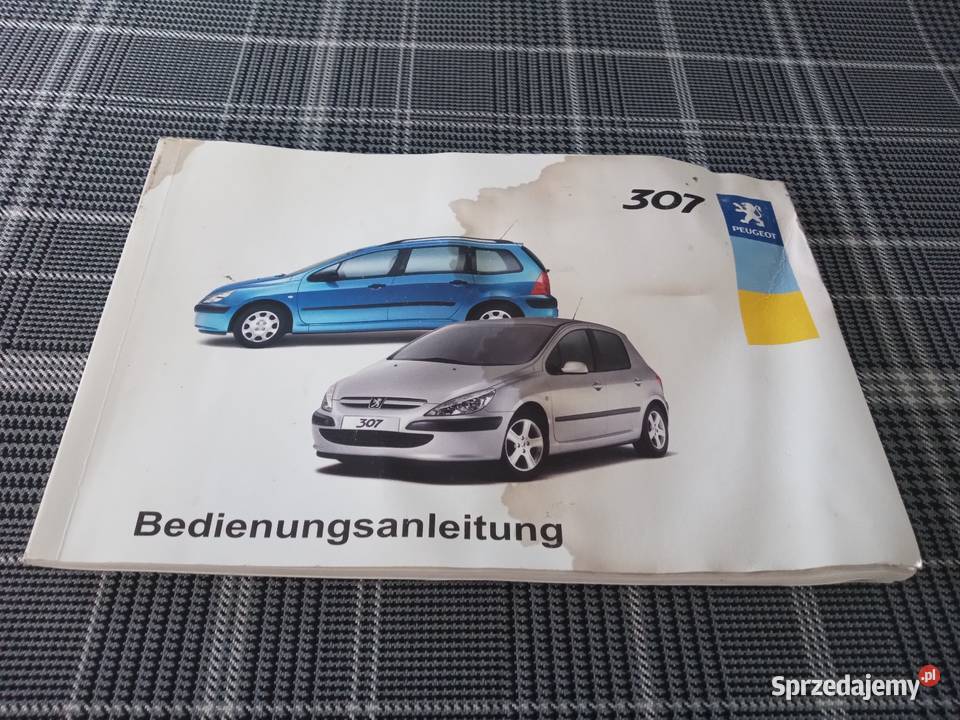 307
PEUGEOT
307
Bedienungsanleitung
Sprzedajemy.pl